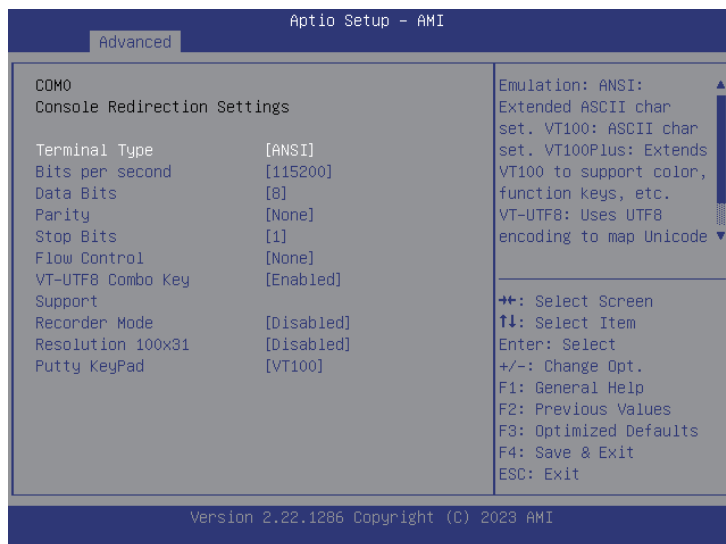 Aptio Setup – AMI
Advanced
COM0
Console Redirection Settings
Terminal Type [ANSI]
Bits per second [115200]
Data Bits [8]
Parity [None]
Stop Bits [1]
Flow Control [None]
VT-UTF8 Combo Key [Enabled]
Support
Recorder Mode [Disabled]
Resolution 100x31 [Disabled]
Putty KeyPad [VT100]
Emulation: ANSI:
Extended ASCII char
set. VT100: ASCII char
set. VT100Plus: Extends
VT100 to support color,
function keys, etc.
VT-UTF8: Uses UTF8
encoding to map Unicode
→←: Select Screen
↑↓: Select Item
Enter: Select
+/-: Change Opt.
F1: General Help
F2: Previous Values
F3: Optimized Defaults
F4: Save & Exit
ESC: Exit
Version 2.22.1286 Copyright (C) 2023 AMI